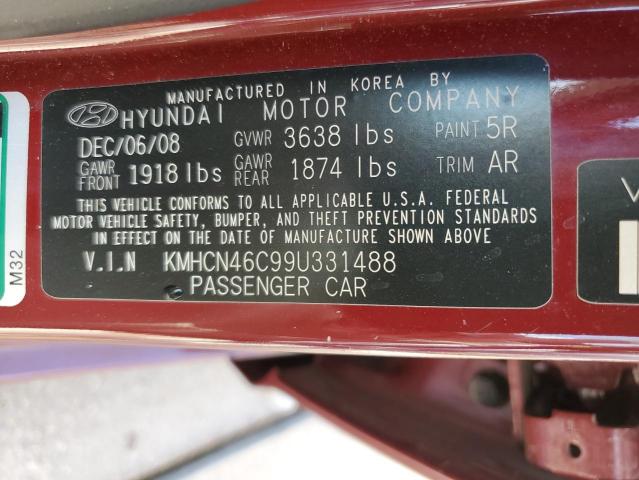 MANUFACTURED IN KOREA BY
HYUNDAI MOTOR COMPANY
DEC/06/08 GVWR 3638 lbs PAINT 5R
GAWR FRONT 1918 lbs GAWR REAR 1874 lbs TRIM AR
THIS VEHICLE CONFORMS TO ALL APPLICABLE U.S.A. FEDERAL
MOTOR VEHICLE SAFETY, BUMPER, AND THEFT PREVENTION STANDARDS
IN EFFECT ON THE DATE OF MANUFACTURE SHOWN ABOVE
V.I.N KMHCN46C99U331488
PASSENGER CAR
M32
V